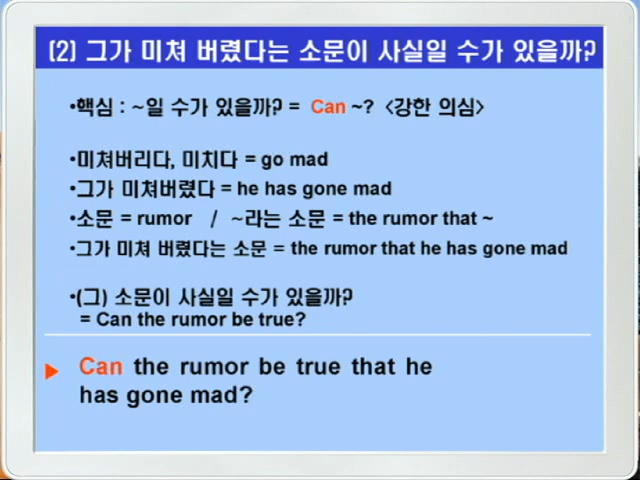 (2) 그가 미쳐 버렸다는 소문이 사실일 수가 있을까?
•핵심 : ~일 수가 있을까? = Can ~? <강한 의심>
•미쳐버리다, 미치다 = go mad
•그가 미쳐버렸다 = he has gone mad
•소문 = rumor / ~라는 소문 = the rumor that ~
•그가 미쳐 버렸다는 소문 = the rumor that he has gone mad
•(그) 소문이 사실일 수가 있을까?
= Can the rumor be true?
Can the rumor be true that he
has gone mad?